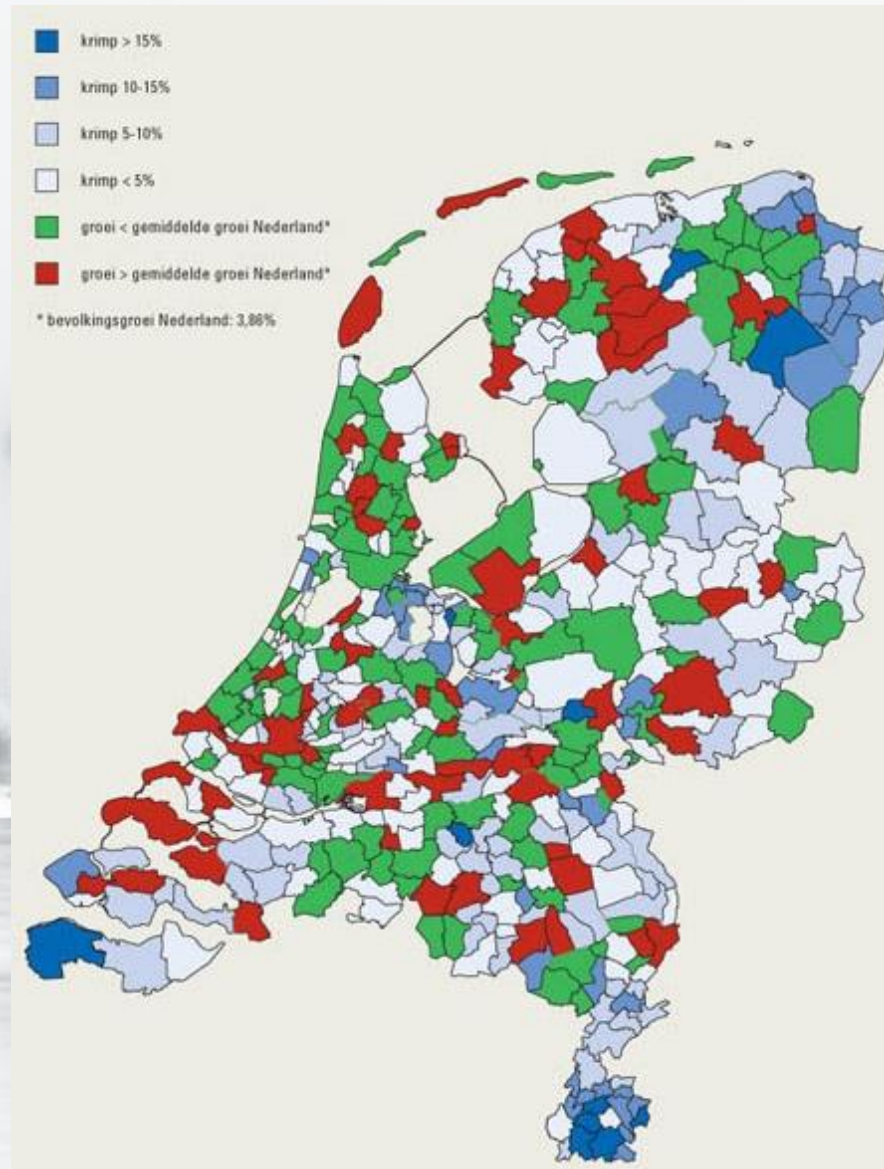 krimp > 15%
krimp 10-15%
krimp 5-10%
krimp < 5%
groei < gemiddelde groei Nederland*
groei > gemiddelde groei Nederland*
* bevolkingsgroei Nederland: 3,86%